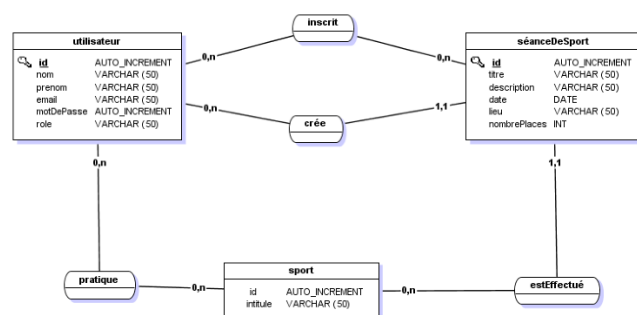 inscrit
utilisateur
id AUTO_INCREMENT
nom VARCHAR (50)
prenom VARCHAR (50)
email VARCHAR (50)
motDePasse AUTO_INCREMENT
role VARCHAR (50)
0,n
0,n
séanceDeSport
id AUTO_INCREMENT
titre VARCHAR (50)
description VARCHAR (50)
date DATE
lieu VARCHAR (50)
nombrePlaces INT
0,n
1,1
crée
0,n
1,1
pratique
0,n
sport
id AUTO_INCREMENT
intitule VARCHAR (50)
0,n
estEffectué